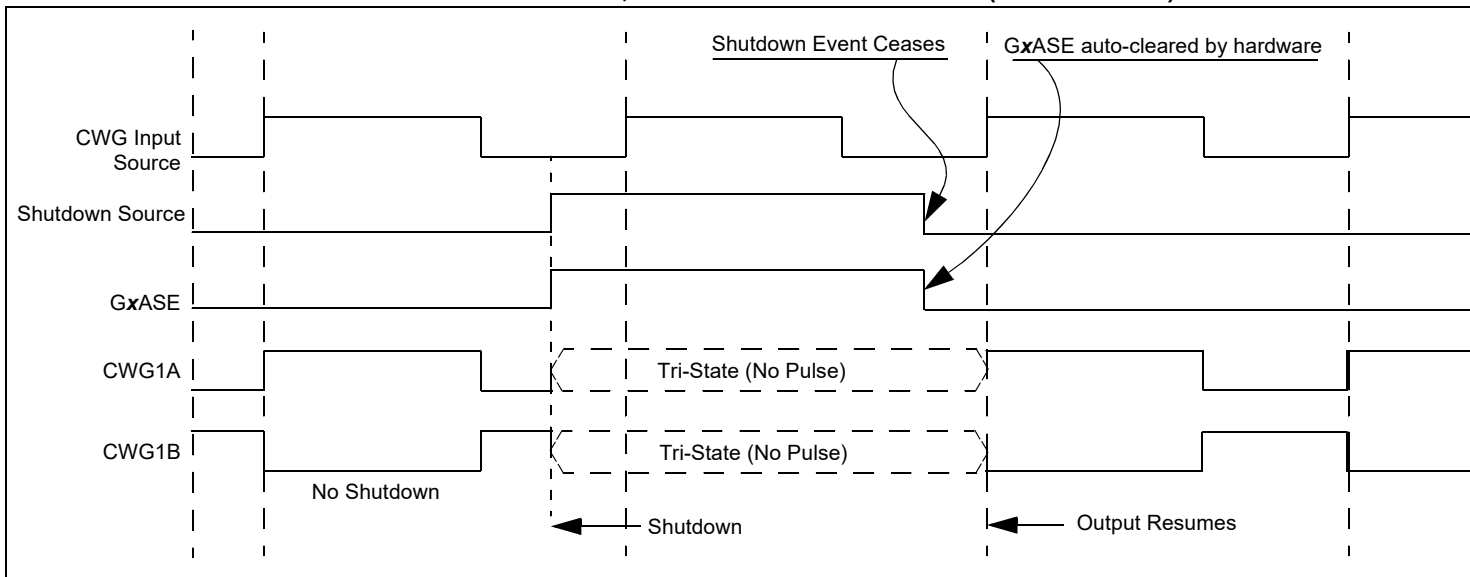 Shutdown Event Ceases
GxASE auto-cleared by hardware
CWG Input
Source
Shutdown Source
GxASE
CWG1A
Tri-State (No Pulse)
CWG1B
Tri-State (No Pulse)
No Shutdown
Shutdown
Output Resumes